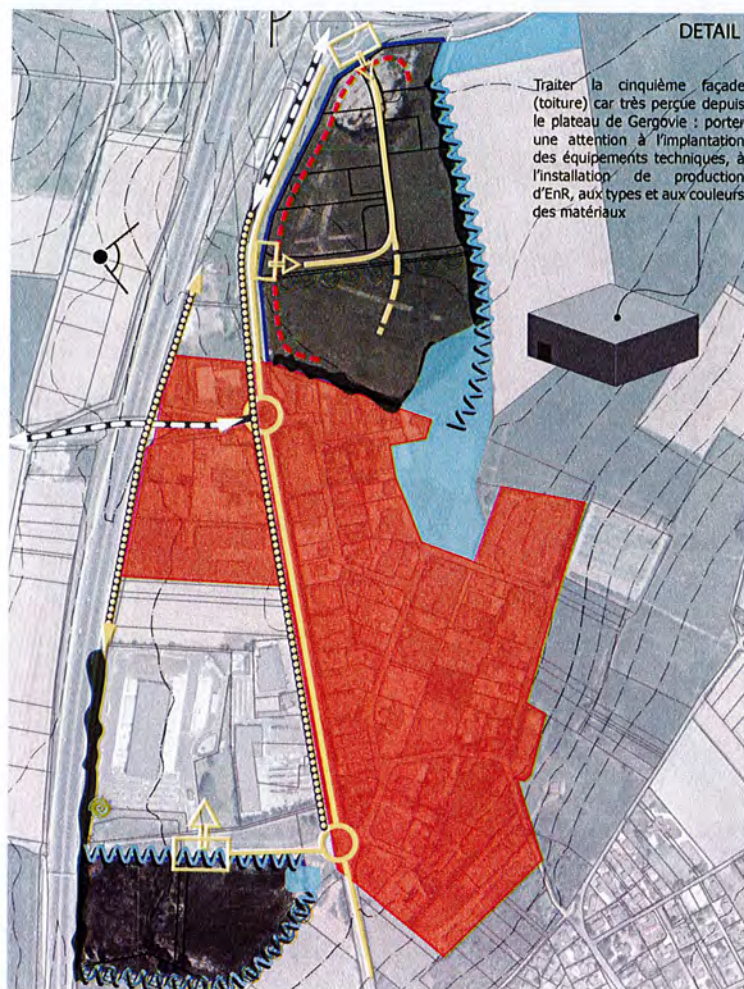 DETAIL
Traiter la cinquième façade
(toiture) car très perçue depuis
le plateau de Gergovie : porter
une attention à l'implantation
des équipements techniques, à
l'installation de production
d'EnR, aux types et aux couleurs
des matériaux